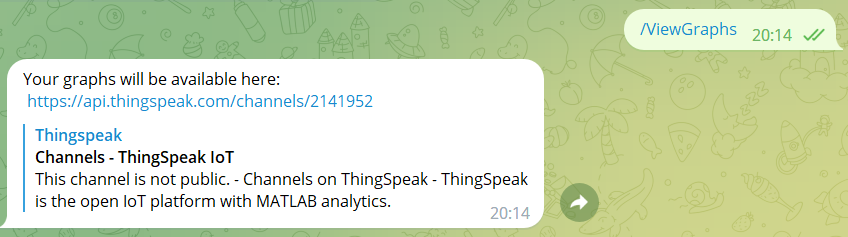 /ViewGraphs 20:14
Your graphs will be available here:
https://api.thingspeak.com/channels/2141952
Thingspeak
Channels - ThingSpeak IoT
This channel is not public. - Channels on ThingSpeak - ThingSpeak
is the open IoT platform with MATLAB analytics.
20:14